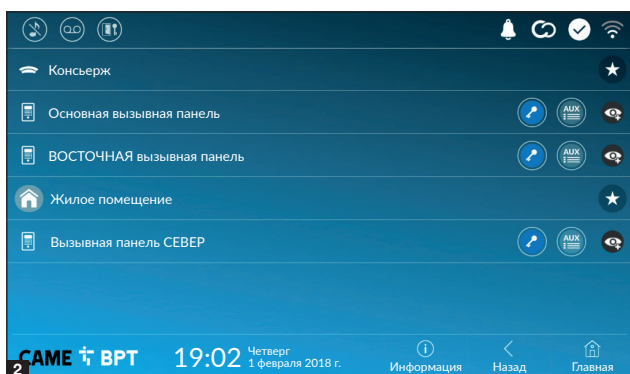 Консьерж
Основная вызывная панель
AUX
ВОСТОЧНАЯ вызывная панель
AUX
Жилое помещение
Вызывная панель СЕВЕР
AUX
CAME BPT
19:02
Четверг
1 февраля 2018 г.
Информация
Назад
Главная
2